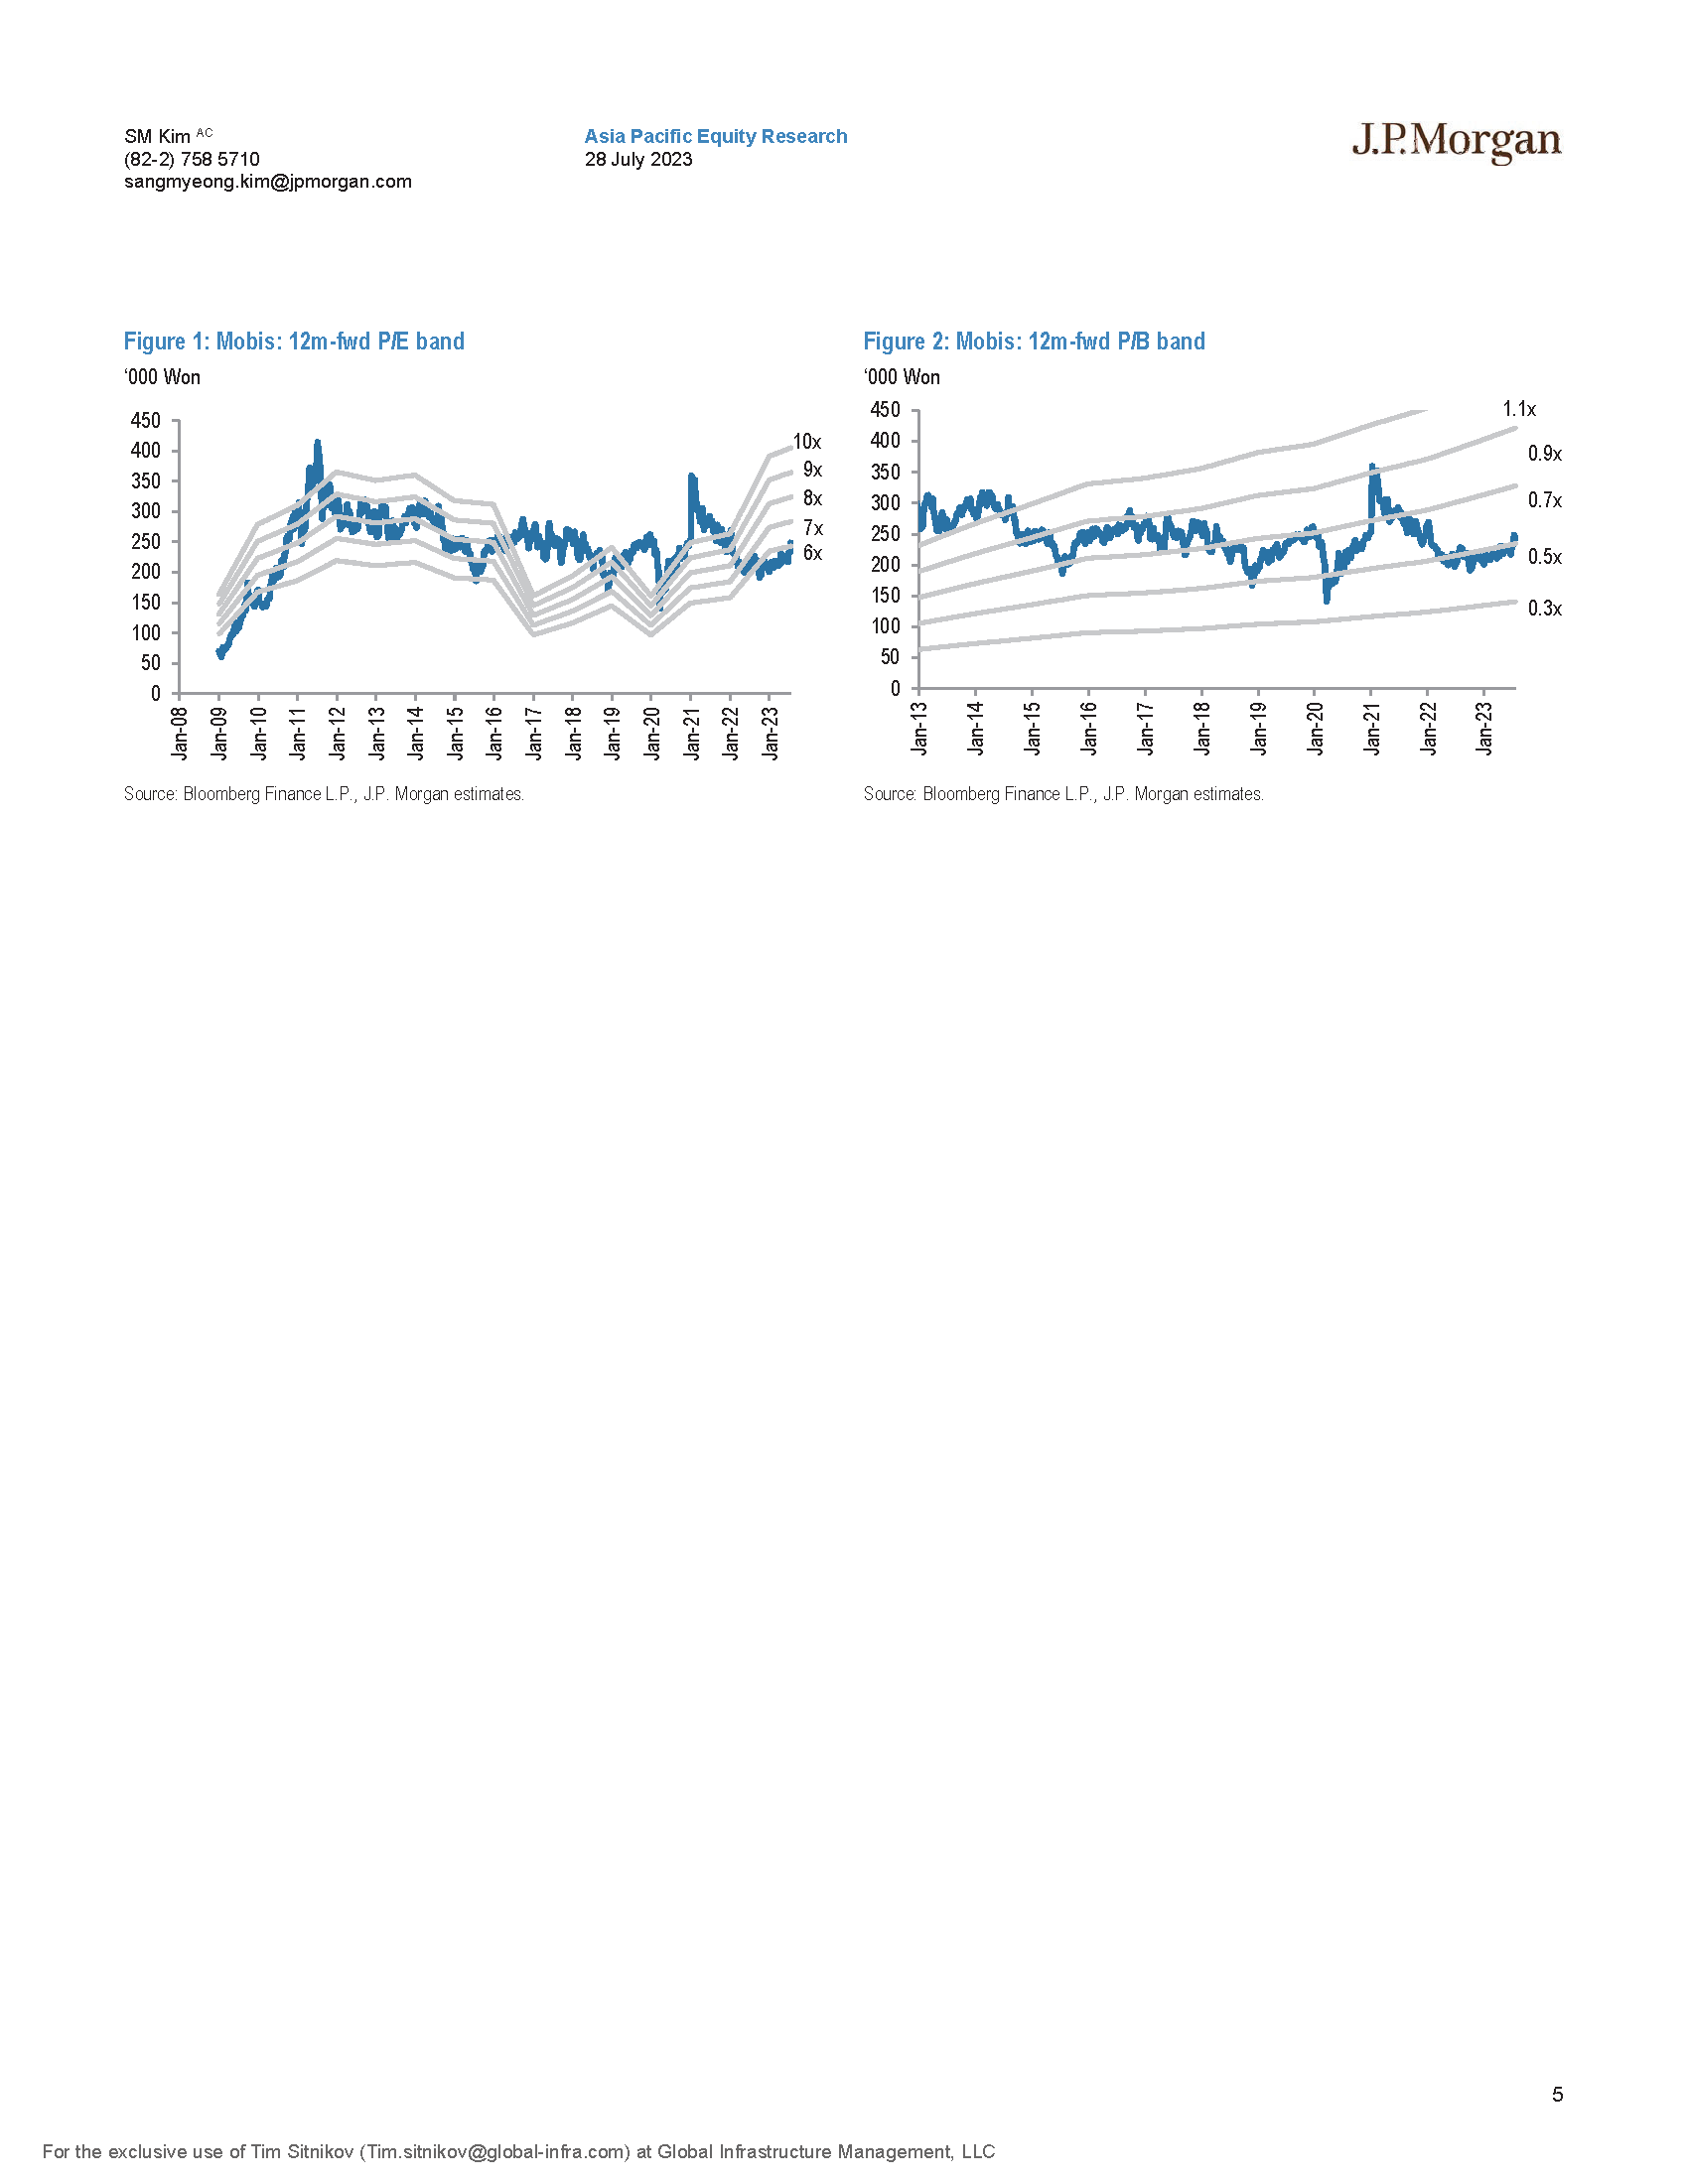 SM Kim AC
(82-2) 758 5710
sangmyeong.kim@jpmorgan.com
Asia Pacific Equity Research
28 July 2023
J.P.Morgan
Figure 1: Mobis: 12m-fwd P/E band
‘000 Won
450
400
350
300
250
200
150
100
50
0
10x
9x
8x
7x
6x
Jan-08
Jan-09
Jan-10
Jan-11
Jan-12
Jan-13
Jan-14
Jan-15
Jan-16
Jan-17
Jan-18
Jan-19
Jan-20
Jan-21
Jan-22
Jan-23
Source: Bloomberg Finance L.P., J.P. Morgan estimates.
Figure 2: Mobis: 12m-fwd P/B band
‘000 Won
450
400
350
300
250
200
150
100
50
0
1.1x
0.9x
0.7x
0.5x
0.3x
Jan-13
Jan-14
Jan-15
Jan-16
Jan-17
Jan-18
Jan-19
Jan-20
Jan-21
Jan-22
Jan-23
Source: Bloomberg Finance L.P., J.P. Morgan estimates.
5
For the exclusive use of Tim Sitnikov (Tim.sitnikov@global-infra.com) at Global Infrastructure Management, LLC